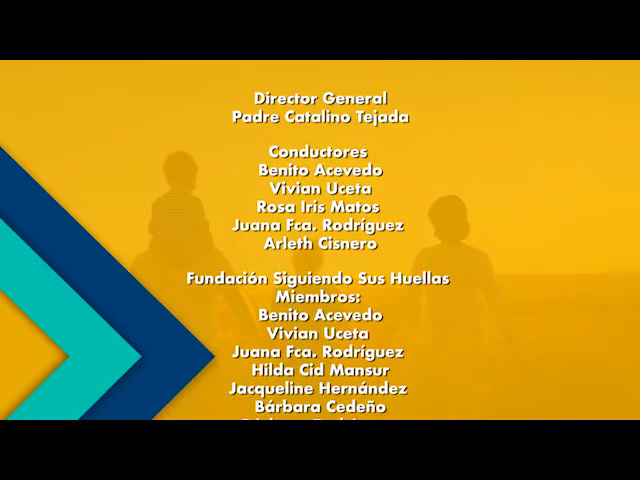 Director General
Padre Catalino Tejada
Conductores
Benito Acevedo
Vivian Uceta
Rosa Iris Matos
Juana Fca. Rodríguez
Arleth Cisnero
Fundación Siguiendo Sus Huellas
Miembros:
Benito Acevedo
Vivian Uceta
Juana Fca. Rodríguez
Hilda Cid Mansur
Jacqueline Hernández
Bárbara Cedeño